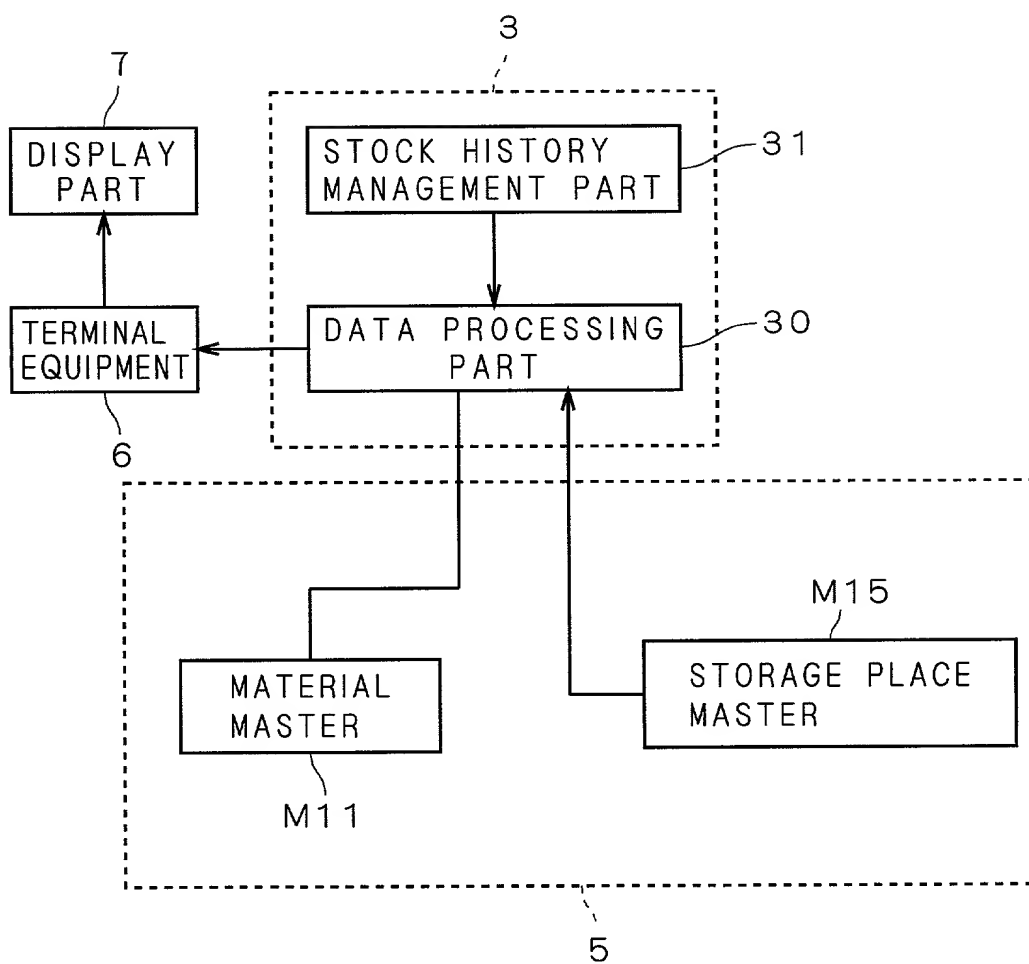 3
7
DISPLAY
PART
STOCK HISTORY
MANAGEMENT PART
31
TERMINAL
EQUIPMENT
6
DATA PROCESSING
PART
30
M15
MATERIAL
MASTER
M11
STORAGE PLACE
MASTER
5